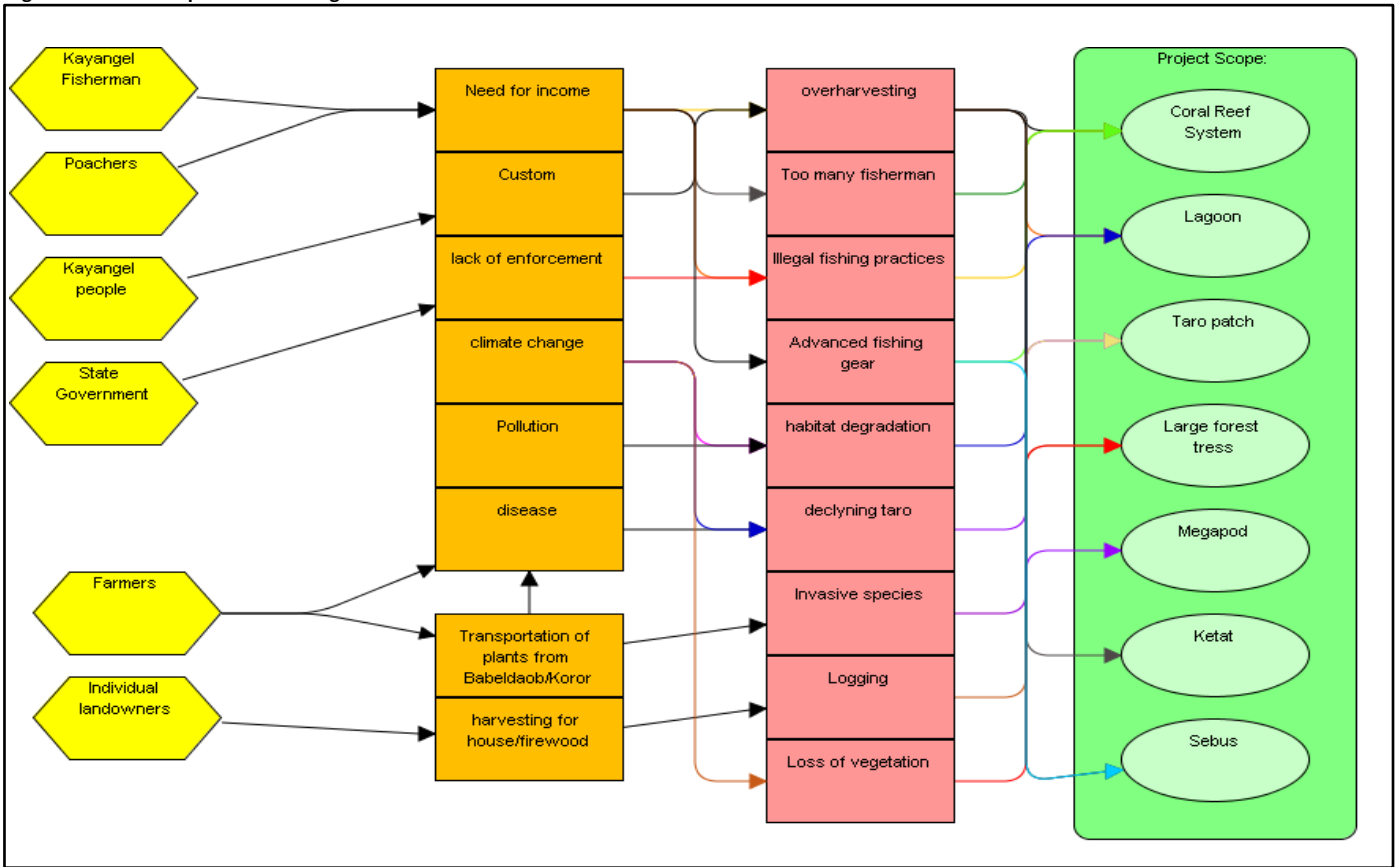 Kayangel
Fisherman
Poachers
Kayangel
people
State
Government
Farmers
Individual
landowners
Need for income
Custom
lack of enforcement
climate change
Pollution
disease
Transportation of
plants from
Babeldaob/Koror
harvesting for
house/firewood
overharvesting
Too many fisherman
Illegal fishing practices
Advanced fishing
gear
habitat degradation
declyning taro
Invasive species
Logging
Loss of vegetation
Project Scope:
Coral Reef
System
Lagoon
Taro patch
Large forest
tress
Megapod
Ketat
Sebus